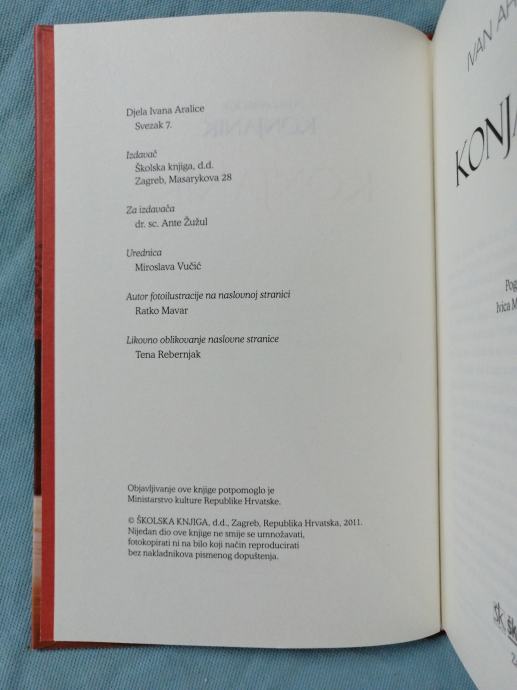 Djela Ivana Aralice
Svezak 7.
Izdavač
Školska knjiga, d.d.
Zagreb, Masarykova 28
Za izdavača
dr. sc. Ante Žužul
Urednica
Miroslava Vučić
Autor fotoilustracije na naslovnoj stranici
Ratko Mavar
Likovno oblikovanje naslovne stranice
Tena Rebernjak
Objavljivanje ove knjige potpomoglo je
Ministarstvo kulture Republike Hrvatske.
© ŠKOLSKA KNJIGA, d.d., Zagreb, Republika Hrvatska, 2011.
Nijedan dio ove knjige ne smije se umnožavati,
fotokopirati ni na bilo koji način reproducirati
bez nakladnikova pismenog dopuštenja.
IVAN
Ivica